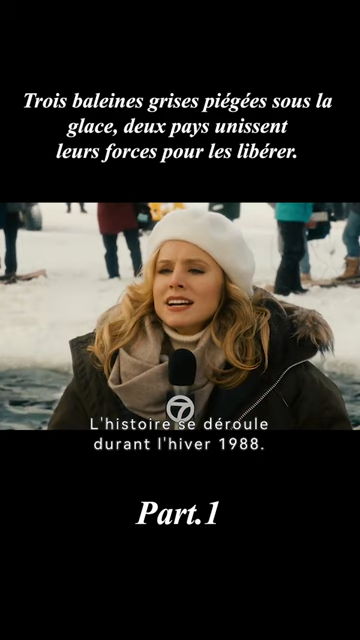 Trois baleines grises piégées sous la
glace, deux pays unissent
leurs forces pour les libérer.
7
L'histoire se déroule
durant l'hiver 1988.
Part.1